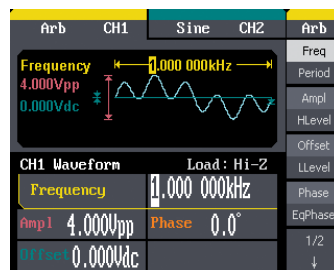 Arb CH1 Sine CH2 Arb
Frequency 1.000 000kHz
4.000Vpp
0.000Vdc
Freq
Period
Ampl
HLevel
Offset
LLevel
Phase
EqPhase
1/2
↓
CH1 Waveform Load: Hi-Z
Frequency 1.000 000kHz
Ampl 4.000Vpp Phase 0.0°
Offset 0.000Vdc